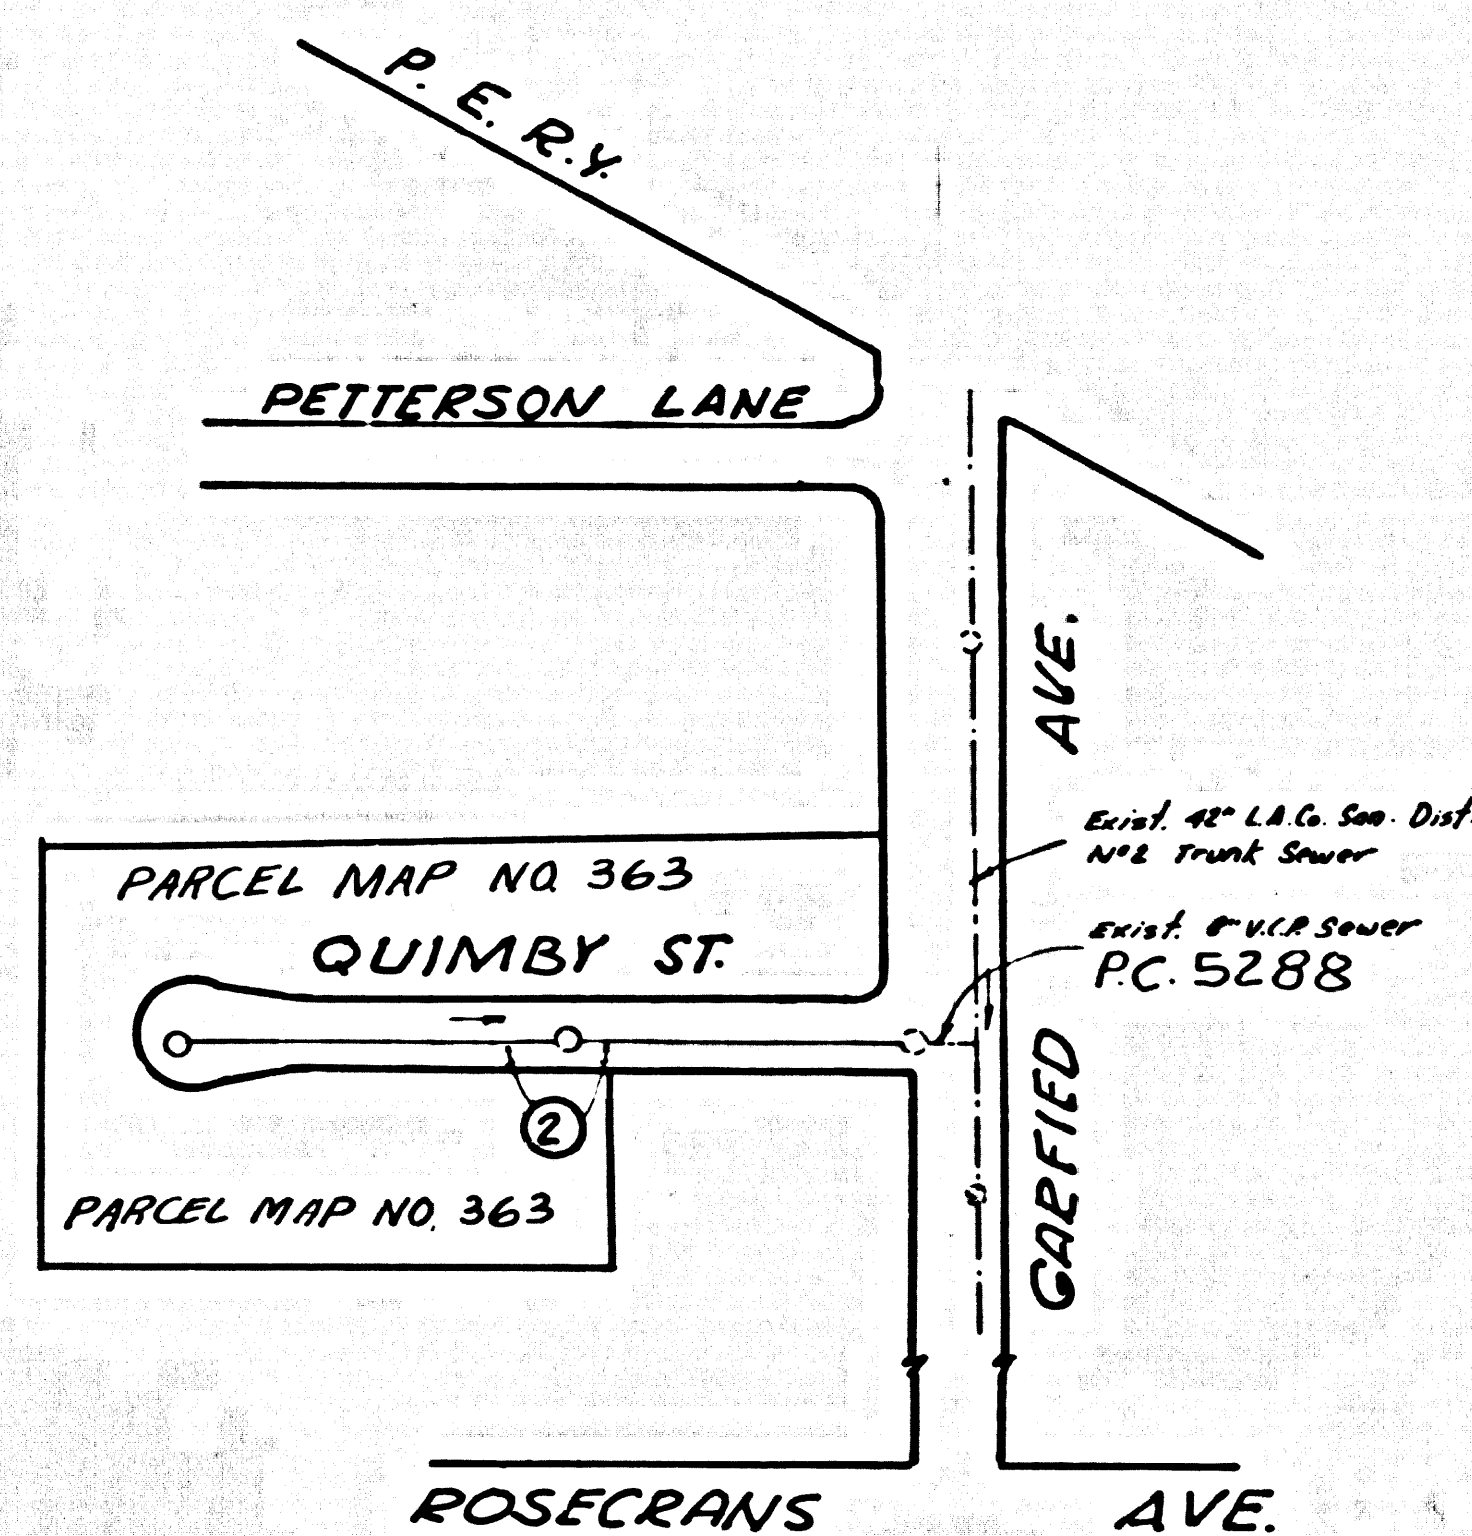 P. E. R.Y.
PETTERSON LANE
AVE.
Exist. 42" L.A.Co. San. Dist.
Nº2 Trunk Sewer
PARCEL MAP NO. 363
Exist. 8" V.C.P. Sewer
P.C. 5288
QUIMBY ST.
2
GARFIELD
PARCEL MAP NO. 363
ROSECRANS AVE.